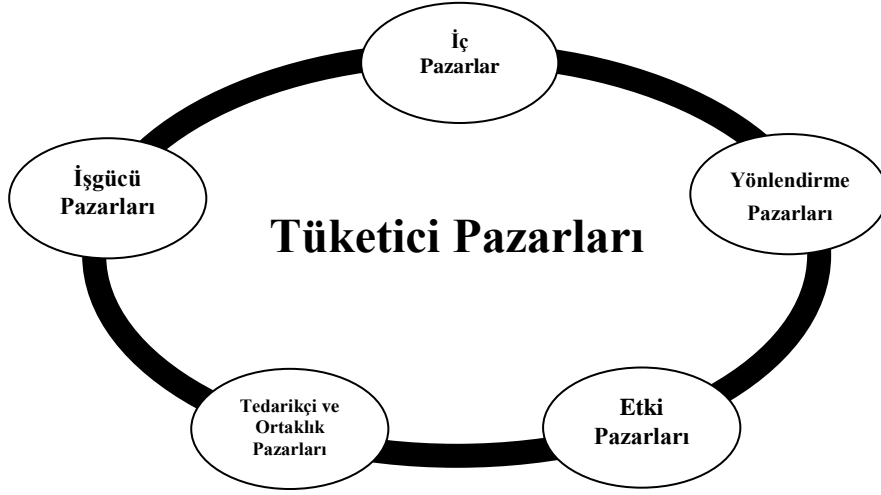 İç
Pazarlar
İşgücü
Pazarları
Yönlendirme
Pazarları
Tüketici Pazarları
Tedarikçi ve
Ortaklık
Pazarları
Etki
Pazarları